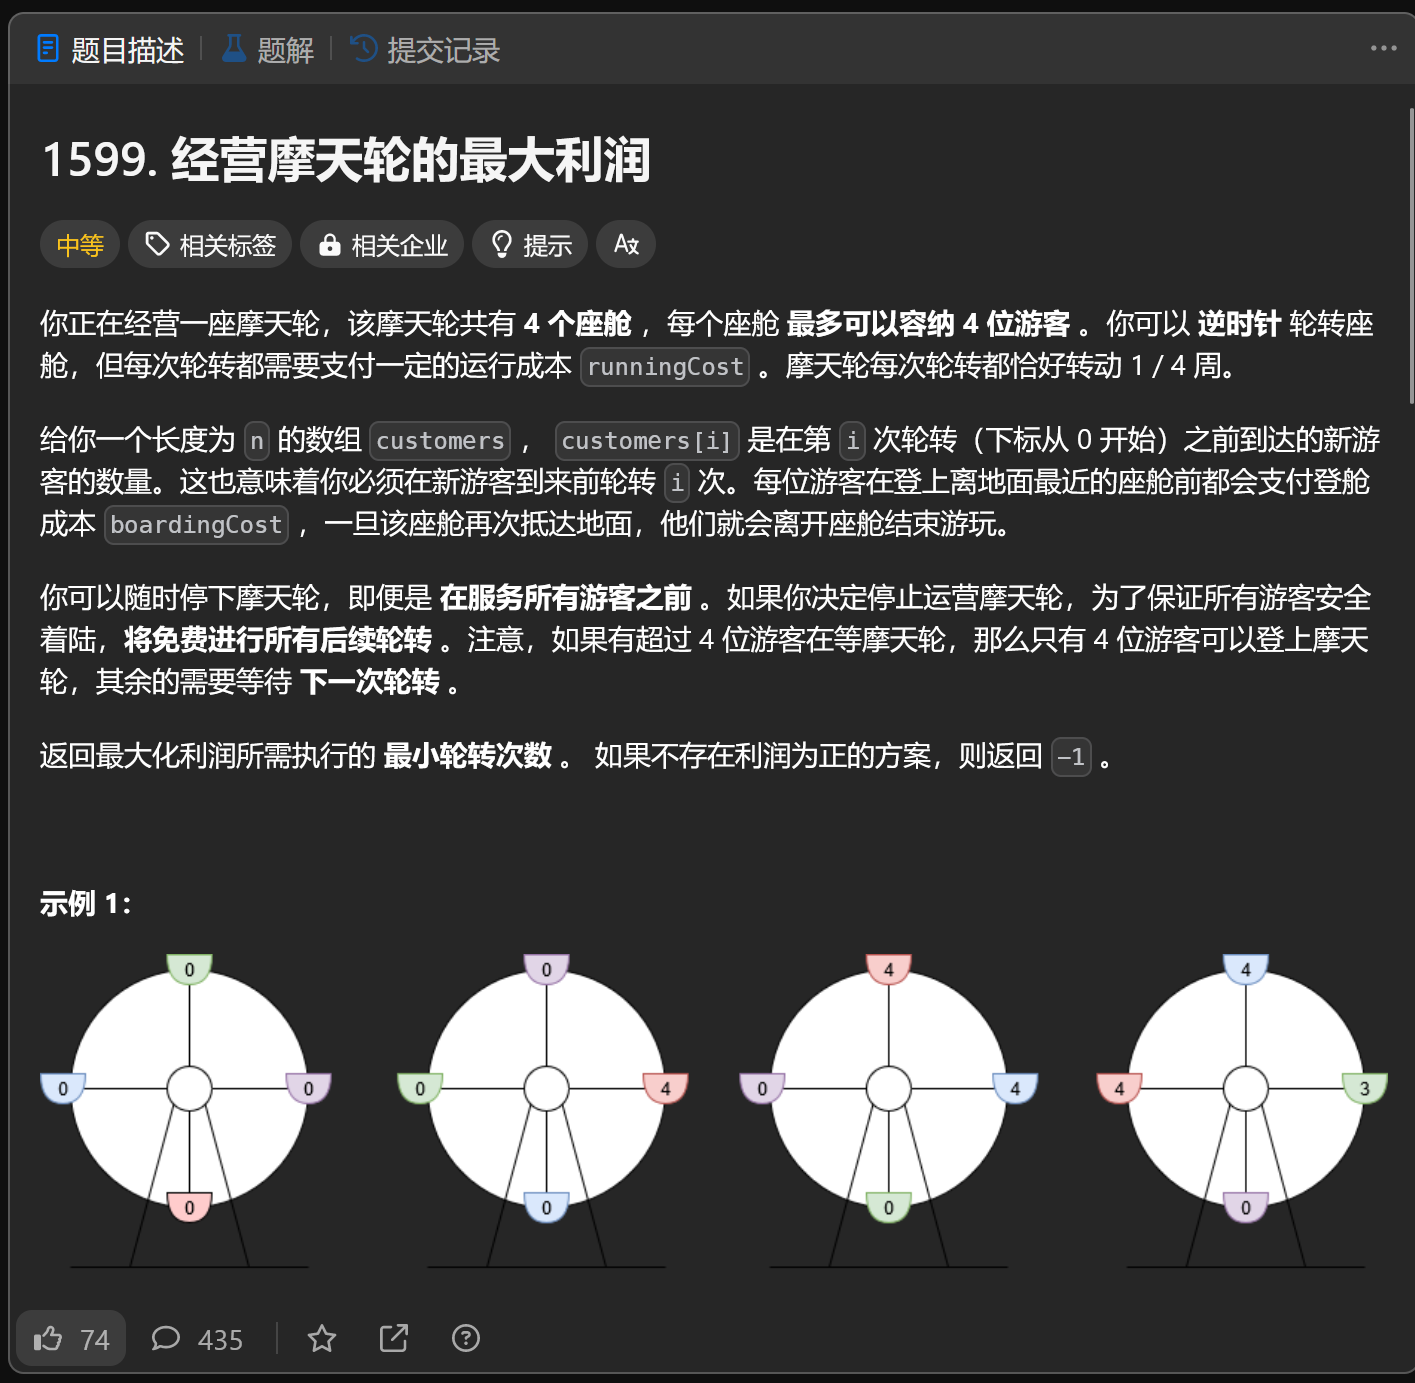 题目描述 题解 提交记录
1599. 经营摩天轮的最大利润
中等 相关标签 相关企业 提示 Ax
你正在经营一座摩天轮，该摩天轮共有 4 个座舱 ，每个座舱 最多可以容纳 4 位游客 。你可以 逆时针 轮转座
舱，但每次轮转都需要支付一定的运行成本 runningCost 。摩天轮每次轮转都恰好转动 1 / 4 周。
给你一个长度为 n 的数组 customers ， customers[i] 是在第 i 次轮转（下标从 0 开始）之前到达的新游
客的数量。这也意味着你必须在新游客到来前轮转 i 次。每位游客在登上离地面最近的座舱前都会支付登舱
成本 boardingCost ，一旦该座舱再次抵达地面，他们就会离开座舱结束游玩。
你可以随时停下摩天轮，即便是 在服务所有游客之前 。如果你决定停止运营摩天轮，为了保证所有游客安全
着陆，将免费进行所有后续轮转 。注意，如果有超过 4 位游客在等摩天轮，那么只有 4 位游客可以登上摩天
轮，其余的需要等待 下一次轮转 。
返回最大化利润所需执行的 最小轮转次数 。 如果不存在利润为正的方案，则返回 -1 。
示例 1：
0 0 4 4
0 0 0 4 0 4 4 3
0 0 0 0
74 435